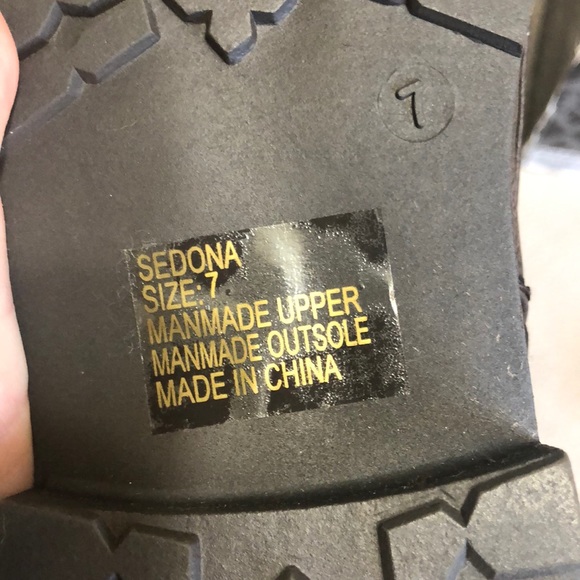 7
SEDONA
SIZE: 7
MANMADE UPPER
MANMADE OUTSOLE
MADE IN CHINA